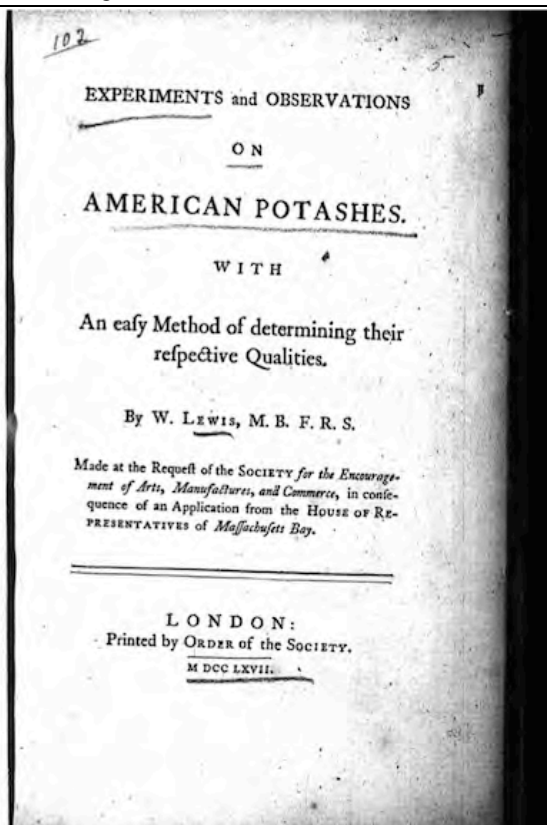 102
EXPERIMENTS and OBSERVATIONS
ON
AMERICAN POTASHES.
WITH
An eaſy Method of determining their
reſpective Qualities.
By W. LEWIS, M. B. F. R. S.
Made at the Requeſt of the SOCIETY for the Encourage-
ment of Arts, Manufactures, and Commerce, in conſe-
quence of an Application from the HOUSE OF RE-
PRESENTATIVES of Maſſachuſets Bay.
LONDON:
Printed by ORDER of the SOCIETY.
M DCC LXVII.